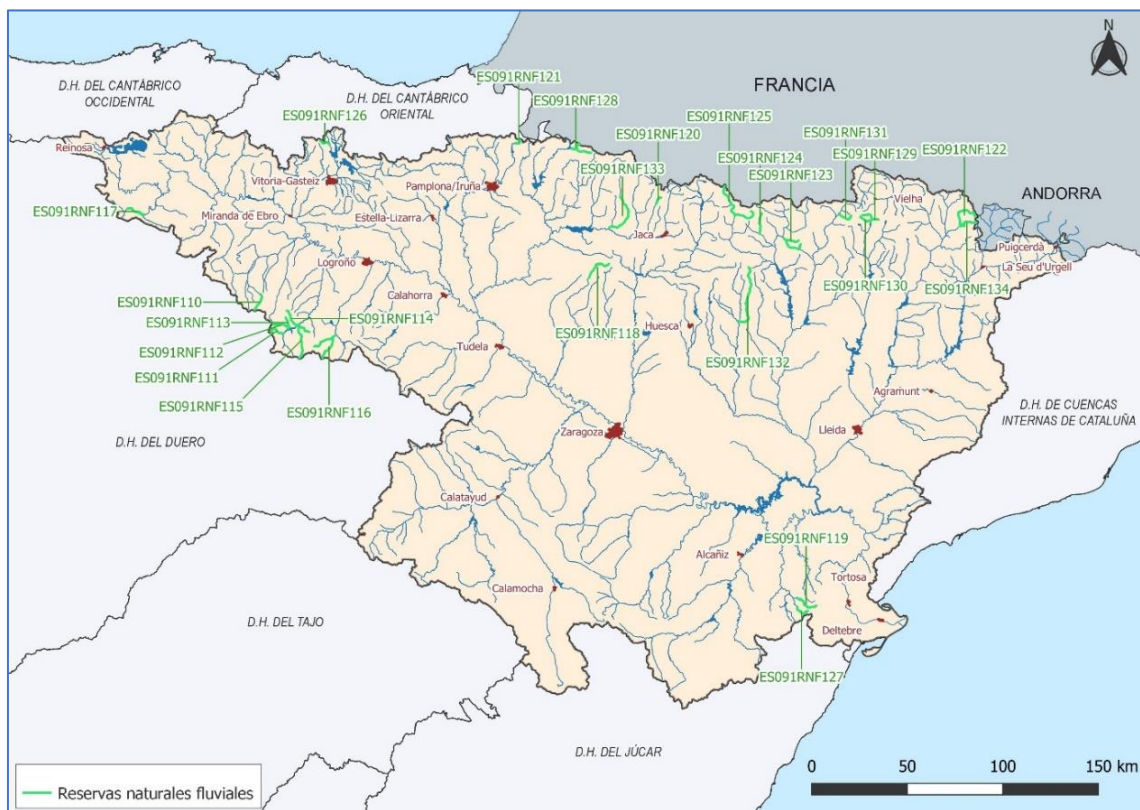 N
FRANCIA
D.H. DEL CANTÁBRICO
OCCIDENTAL
D.H. DEL CANTÁBRICO
ORIENTAL
ES091RNF121
ES091RNF128
ES091RNF126
ES091RNF120
ES091RNF125
ES091RNF131
ES091RNF133
ES091RNF124
ES091RNF129
ES091RNF122
ES091RNF123
Reinosa
Vitoria-Gasteiz
Pamplona/Iruña
Vielha
ANDORRA
ES091RNF117
Miranda de Ebro
Estella-Lizarra
Jaca
Puigcerdà
La Seu d'Urgell
Logroño
ES091RNF130
ES091RNF134
Calahorra
ES091RNF110
ES091RNF113
ES091RNF114
ES091RNF118
Huesca
ES091RNF112
Tudela
ES091RNF111
ES091RNF132
ES091RNF115
ES091RNF116
Agramunt
D.H. DE CUENCAS
INTERNAS DE CATALUÑA
D.H. DEL DUERO
Zaragoza
Lleida
Calatayud
ES091RNF119
Alcañiz
Tortosa
Calamocha
D.H. DEL TAJO
Deltebre
ES091RNF127
D.H. DEL JÚCAR
Reservas naturales fluviales
0 50 100 150 km